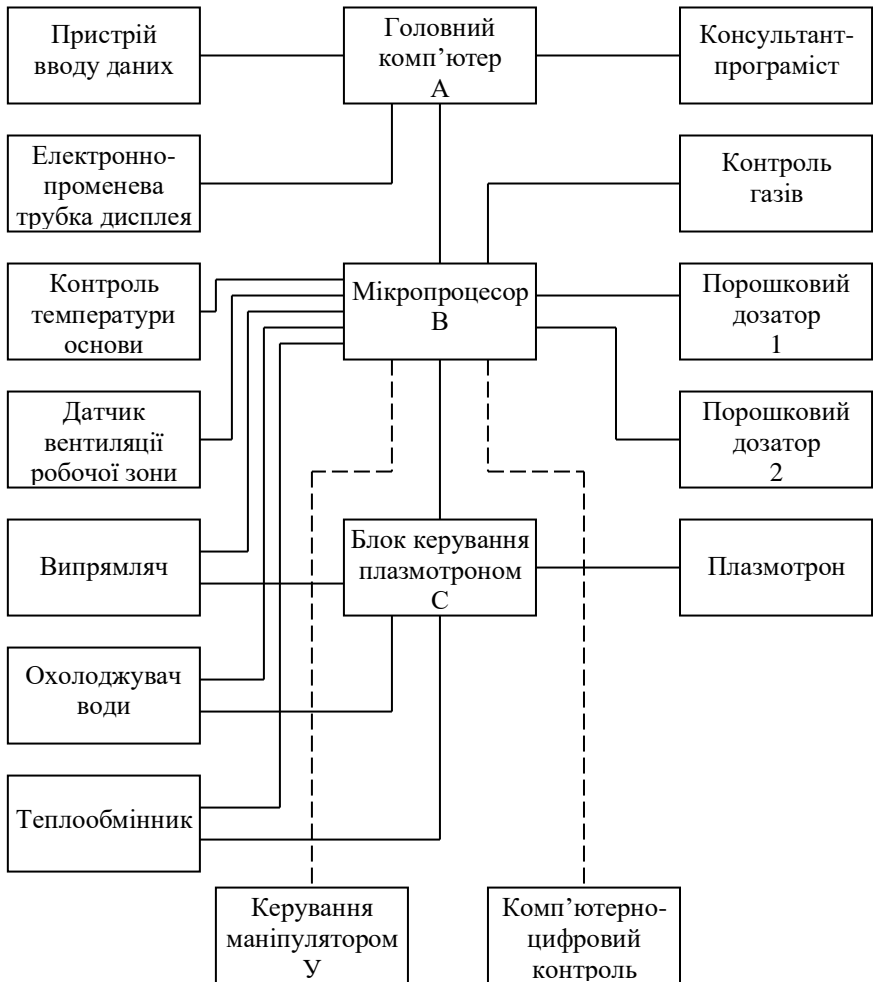 Пристрій
вводу даних
Головний
комп’ютер
А
Консультант-
програміст
Електронно-
променева
трубка дисплея
Контроль
газів
Контроль
температури
основи
Мікропроцесор
В
Порошковий
дозатор
1
Датчик
вентиляції
робочої зони
Порошковий
дозатор
2
Випрямляч
Блок керування
плазмотроном
С
Плазмотрон
Охолоджувач
води
Теплообмінник
Керування
маніпулятором
У
Комп’ютерно-
цифровий
контроль